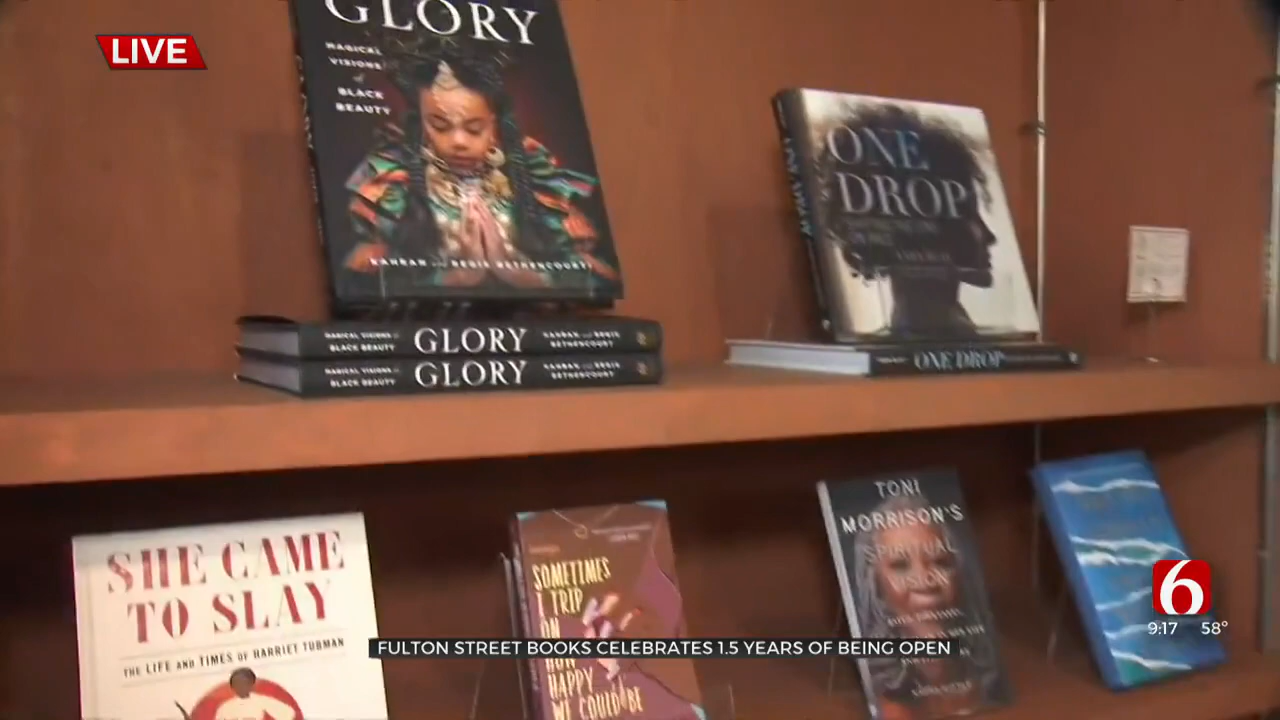 LIVE
GLORY
MAGICAL
VISIONS
of
BLACK
BEAUTY
KAHRAN AND REGIS BETHENCOURT
MAGICAL VISIONS of
BLACK BEAUTY
GLORY
KAHRAN AND REGIS
BETHENCOURT
MAGICAL VISIONS of
BLACK BEAUTY
GLORY
KAHRAN AND REGIS
BETHENCOURT
ONE
DROP
ONE DROP
SHE CAME
TO SLAY
THE LIFE AND TIMES OF HARRIET TUBMAN
SOMETIMES
I TRIP
ON
HOW
HAPPY
WE COULD BE
TONI
MORRISON'S
SPIRITUAL
VISION
FULTON STREET BOOKS CELEBRATES 1.5 YEARS OF BEING OPEN
6
9:17 58°